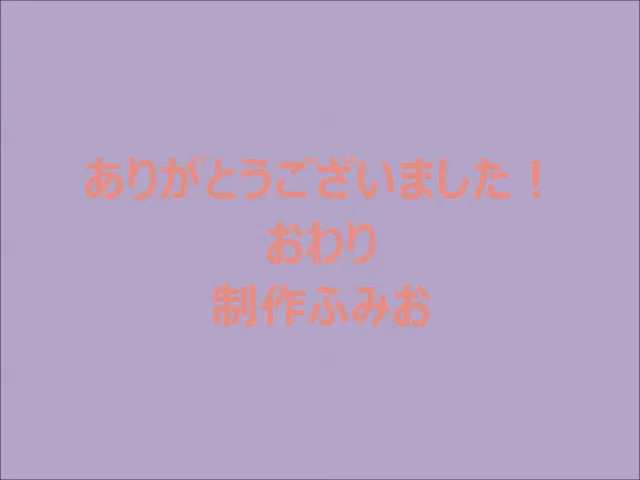 ありがとうございました！
おわり
制作ふみお